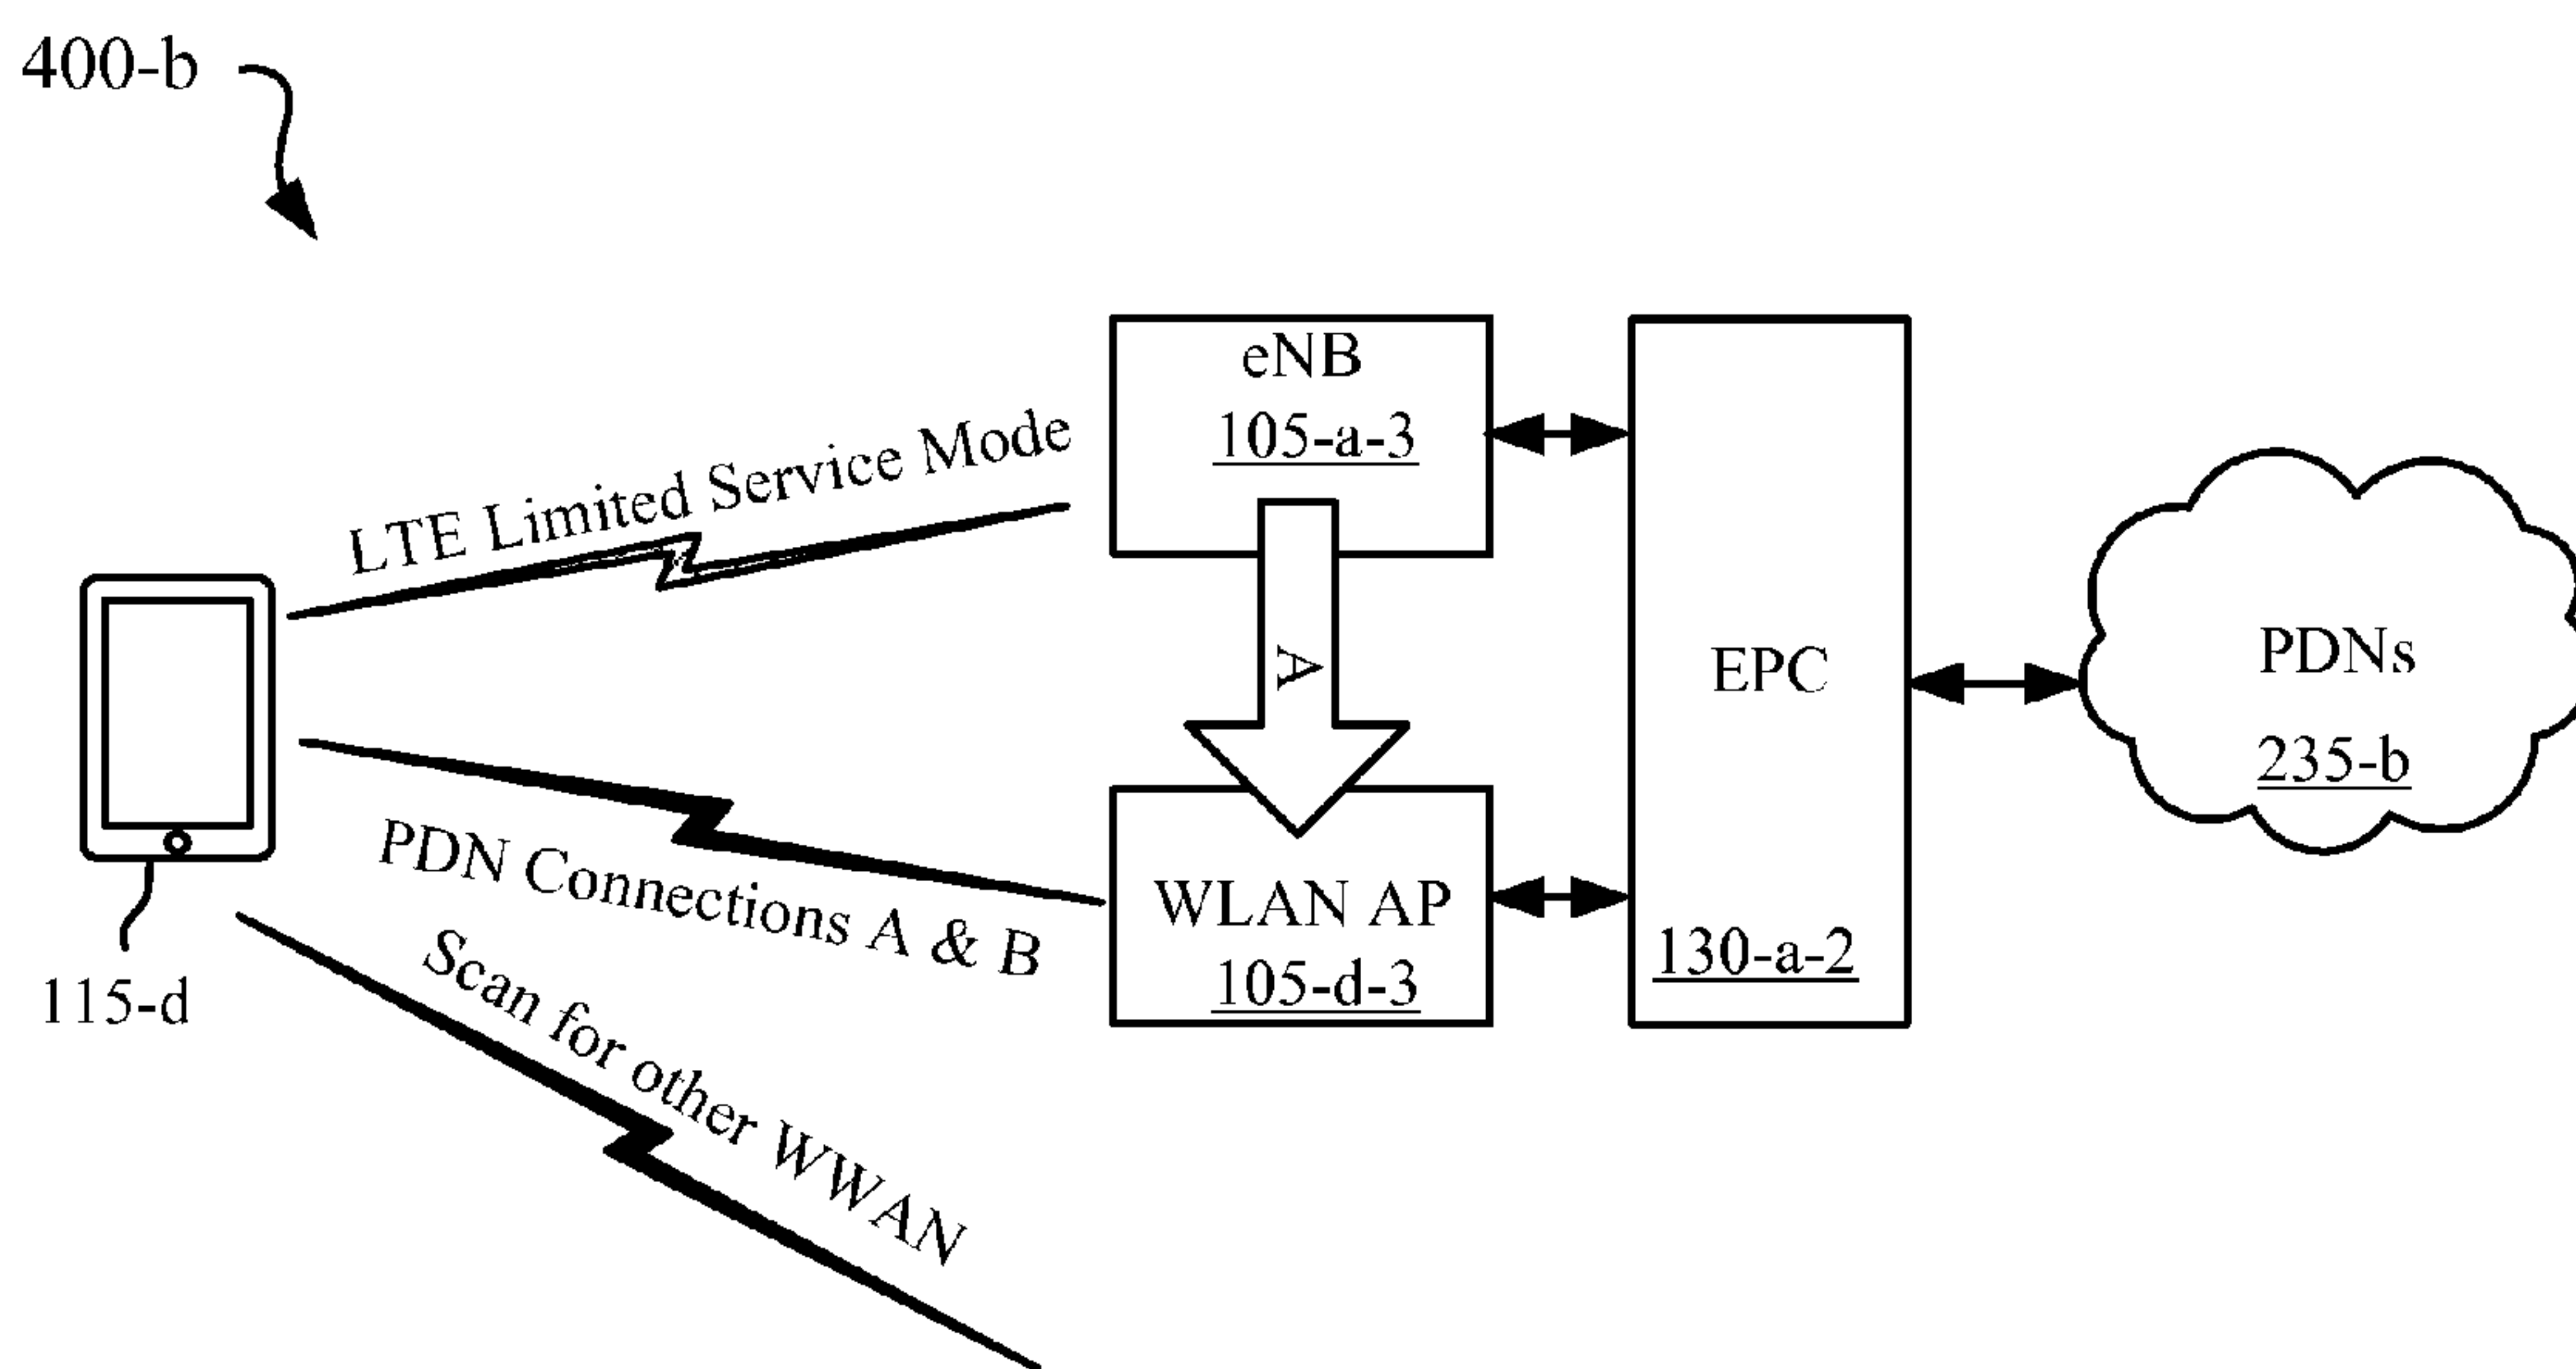 400-b
LTE Limited Service Mode
eNB
105-a-3
A
EPC
130-a-2
PDNs
235-b
PDN Connections A & B
WLAN AP
105-d-3
115-d
Scan for other WWAN